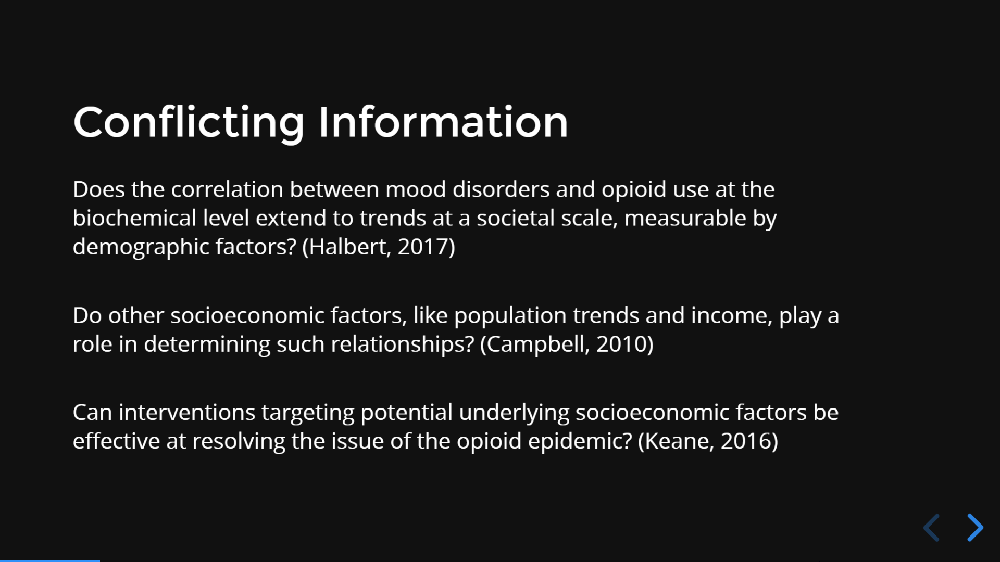 Conflicting Information
Does the correlation between mood disorders and opioid use at the
biochemical level extend to trends at a societal scale, measurable by
demographic factors? (Halbert, 2017)
Do other socioeconomic factors, like population trends and income, play a
role in determining such relationships? (Campbell, 2010)
Can interventions targeting potential underlying socioeconomic factors be
effective at resolving the issue of the opioid epidemic? (Keane, 2016)